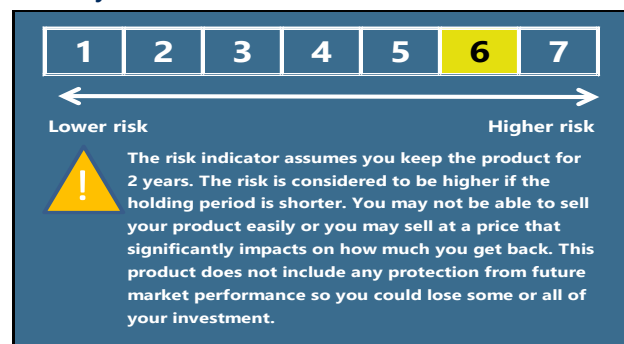 1 2 3 4 5 6 7
Lower risk Higher risk
!
The risk indicator assumes you keep the product for
2 years. The risk is considered to be higher if the
holding period is shorter. You may not be able to sell
your product easily or you may sell at a price that
significantly impacts on how much you get back. This
product does not include any protection from future
market performance so you could lose some or all of
your investment.